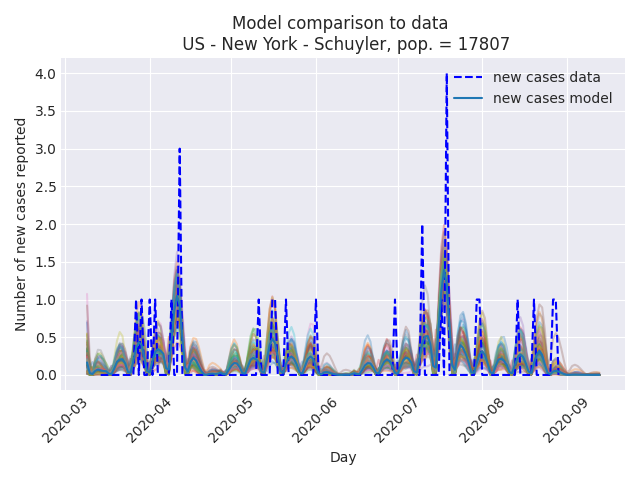 Model comparison to data
US - New York - Schuyler, pop. = 17807
new cases data
new cases model
Number of new cases reported
4.0
3.5
3.0
2.5
2.0
1.5
1.0
0.5
0.0
2020-03
2020-04
2020-05
2020-06
2020-07
2020-08
2020-09
Day